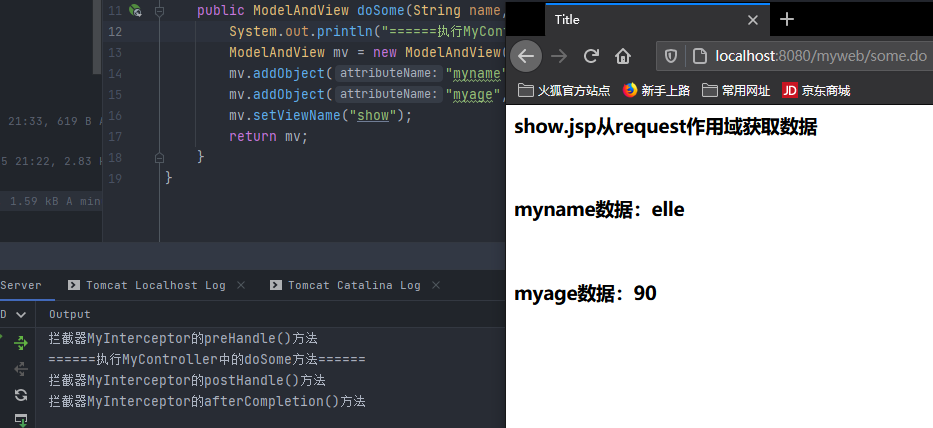 11 public ModelAndView doSome(String name,
12 System.out.println("======执行MyCont
13 ModelAndView mv = new ModelAndView(
14 mv.addObject( attributeName: "myname"
15 mv.addObject( attributeName: "myage",
16 mv.setViewName("show");
17 return mv;
18 }
19 }
21:33, 619 B A
5 21:22, 2.83 k
1.59 kB A min
Server Tomcat Localhost Log × Tomcat Catalina Log ×
D Output
拦截器MyInterceptor的preHandle()方法
======执行MyController中的doSome方法======
拦截器MyInterceptor的postHandle()方法
拦截器MyInterceptor的afterCompletion()方法
Title
localhost:8080/myweb/some.do
火狐官方站点 新手上路 常用网址 JD 京东商城
show.jsp从request作用域获取数据
myname数据：elle
myage数据：90